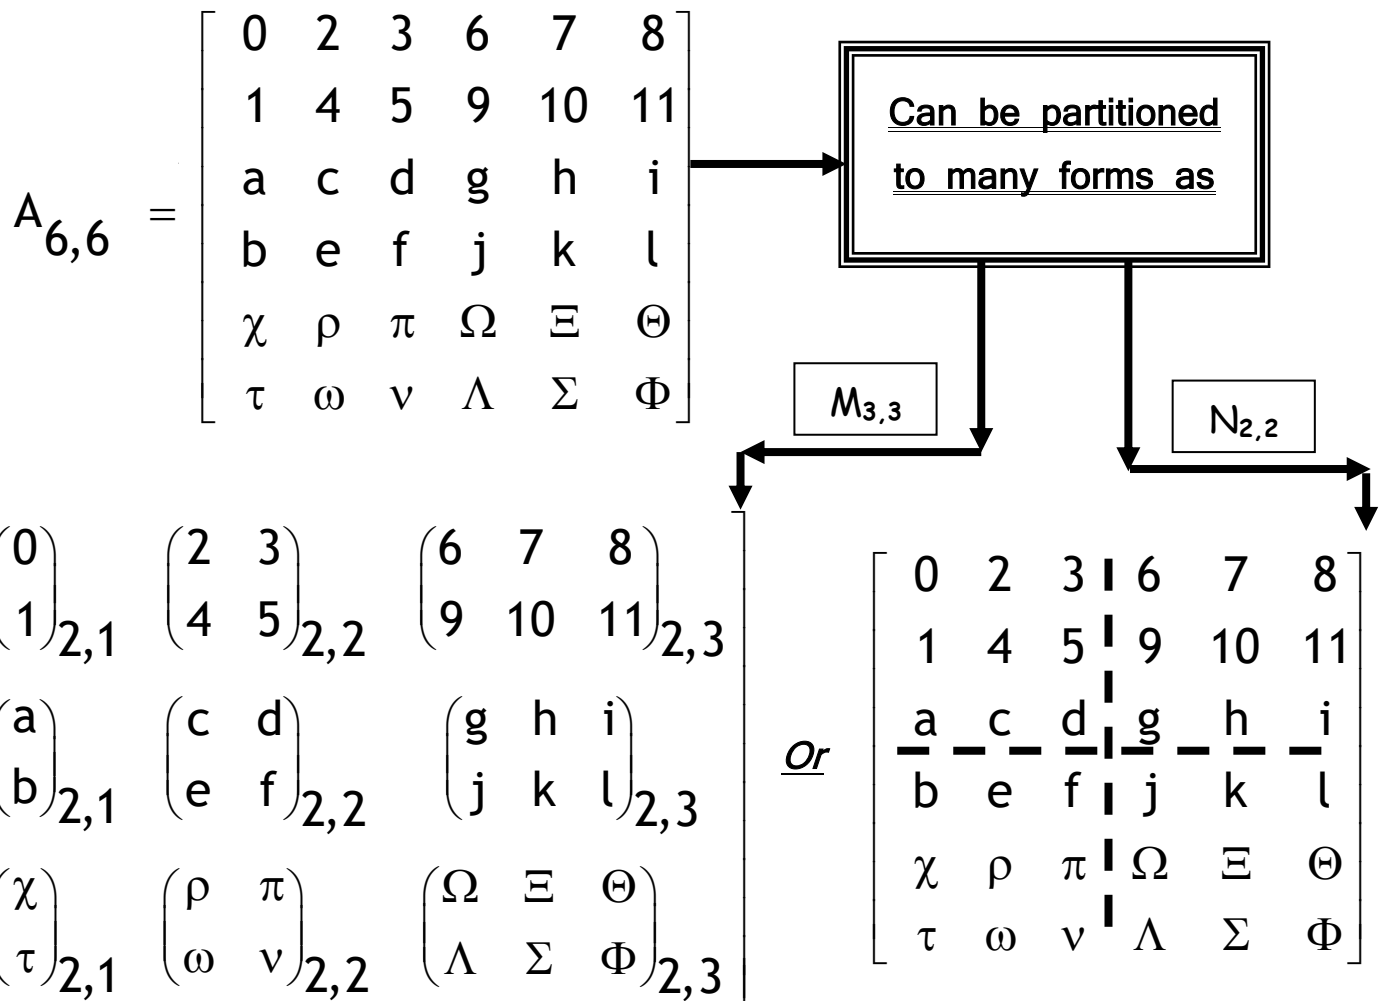 A6,6 =
0 2 3 6 7 8
1 4 5 9 10 11
a c d g h i
b e f j k l
χ ρ π Ω Ξ Θ
τ ω ν Λ Σ Φ
Can be partitioned
to many forms as
M3,3
N2,2
(0 1)2,1 (2 3 4 5)2,2 (6 7 8 9 10 11)2,3
(a b)2,1 (c d e f)2,2 (g h i j k l)2,3
(χ τ)2,1 (ρ π ω ν)2,2 (Ω Ξ Θ Λ Σ Φ)2,3
Or
0 2 3 6 7 8
1 4 5 9 10 11
a c d g h i
b e f j k l
χ ρ π Ω Ξ Θ
τ ω ν Λ Σ Φ